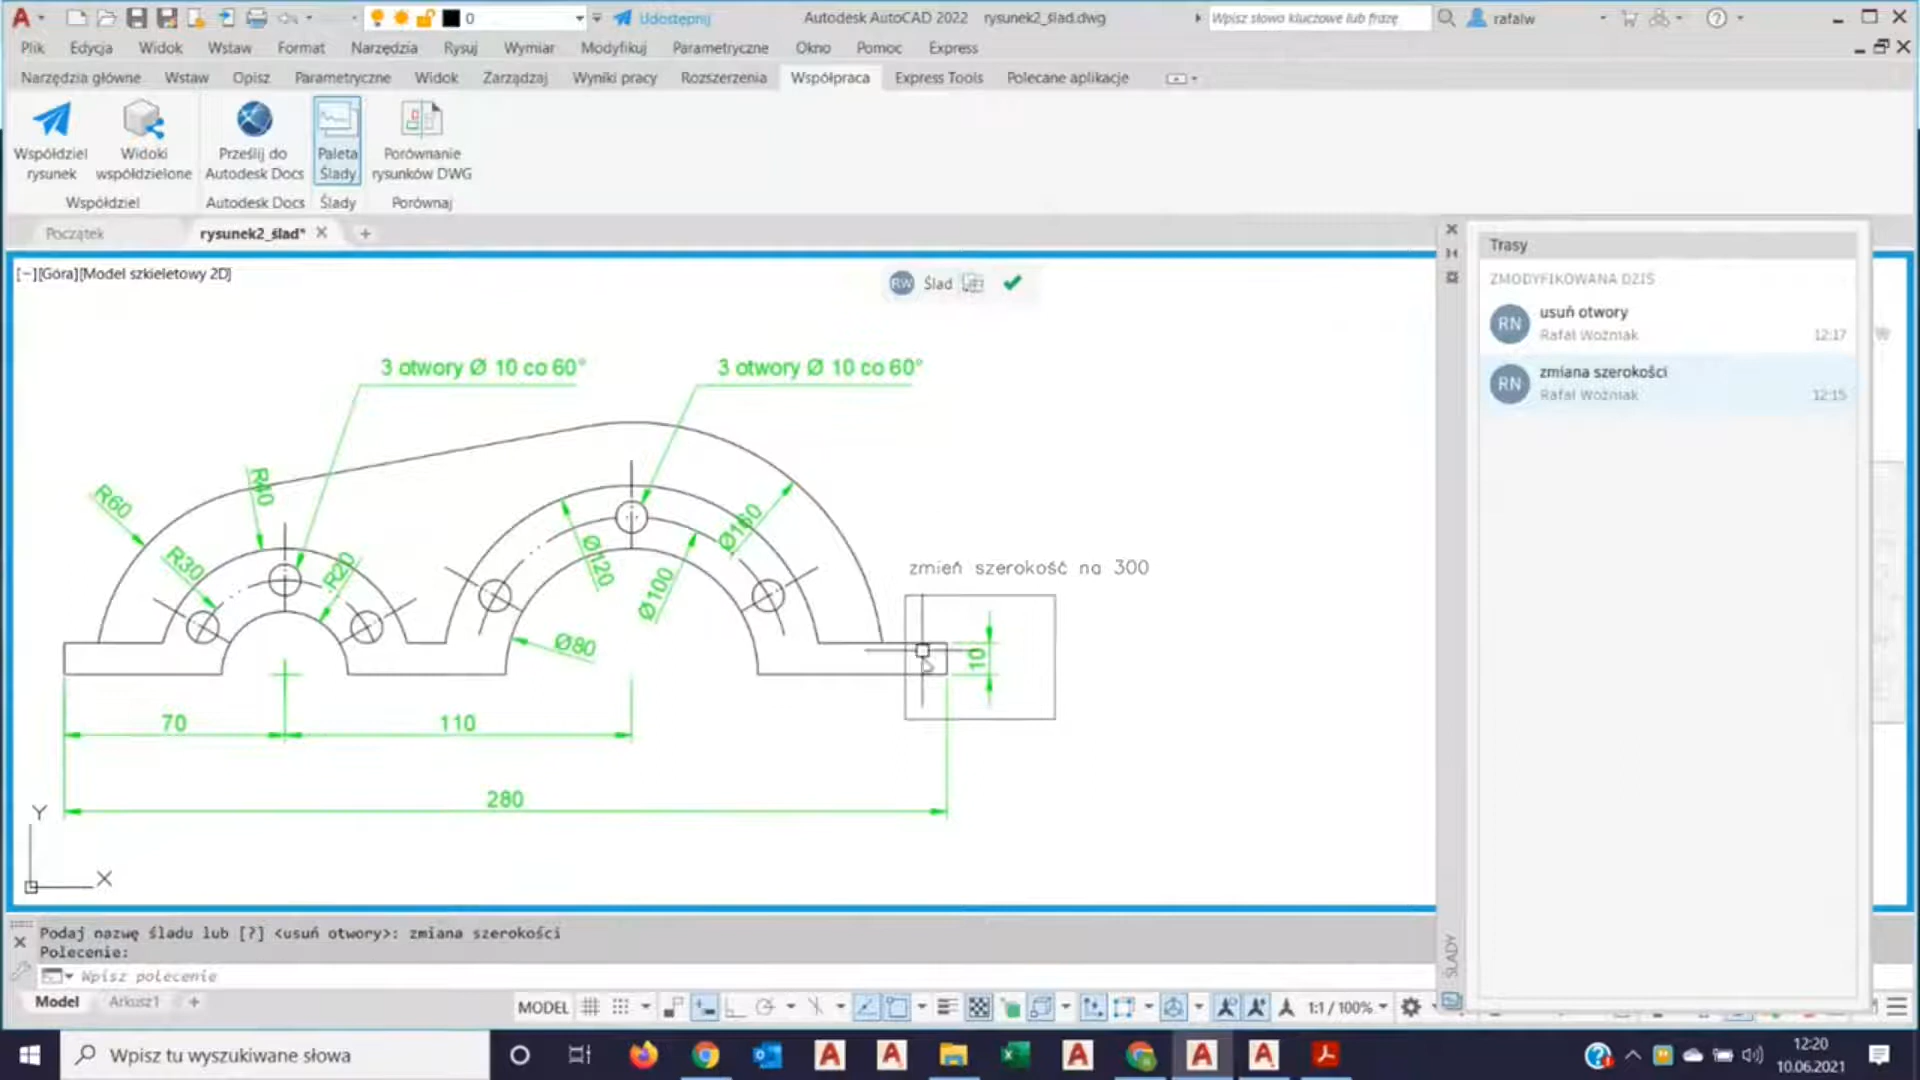 0
Udostępnij
Autodesk AutoCAD 2022 rysunek2_ślad.dwg
Wpisz słowo kluczowe lub frazę
rafalw
Plik Edycja Widok Wstaw Format Narzędzia Rysuj Wymiar Modyfikuj Parametryczne Okno Pomoc Express
Narzędzia główne Wstaw Opisz Parametryczne Widok Zarządzaj Wyniki pracy Rozszerzenia Współpraca Express Tools Polecane aplikacje
Współdziel rysunek
Widoki współdzielone
Prześlij do Autodesk Docs
Paleta Ślady
Porównanie rysunków DWG
Współdziel Autodesk Docs Ślady Porównaj
Początek rysunek2_ślad*
[−][Góra][Model szkieletowy 2D]
RW Ślad
3 otwory Ø 10 co 60°
3 otwory Ø 10 co 60°
R60
R40
R30
R20
Ø120
Ø100
Ø160
Ø80
zmień szerokość na 300
10
70
110
280
Y
X
Trasy
ZMODYFIKOWANA DZIŚ
RN usuń otwory
Rafał Woźniak 12:17
RN zmiana szerokości
Rafał Woźniak 12:15
ŚLADY
Podaj nazwę śladu lub [?] <usuń otwory>: zmiana szerokości
Polecenie:
Wpisz polecenie
Model Arkusz1 +
MODEL 1:1 / 100%
Wpisz tu wyszukiwane słowa
12:20
10.06.2021